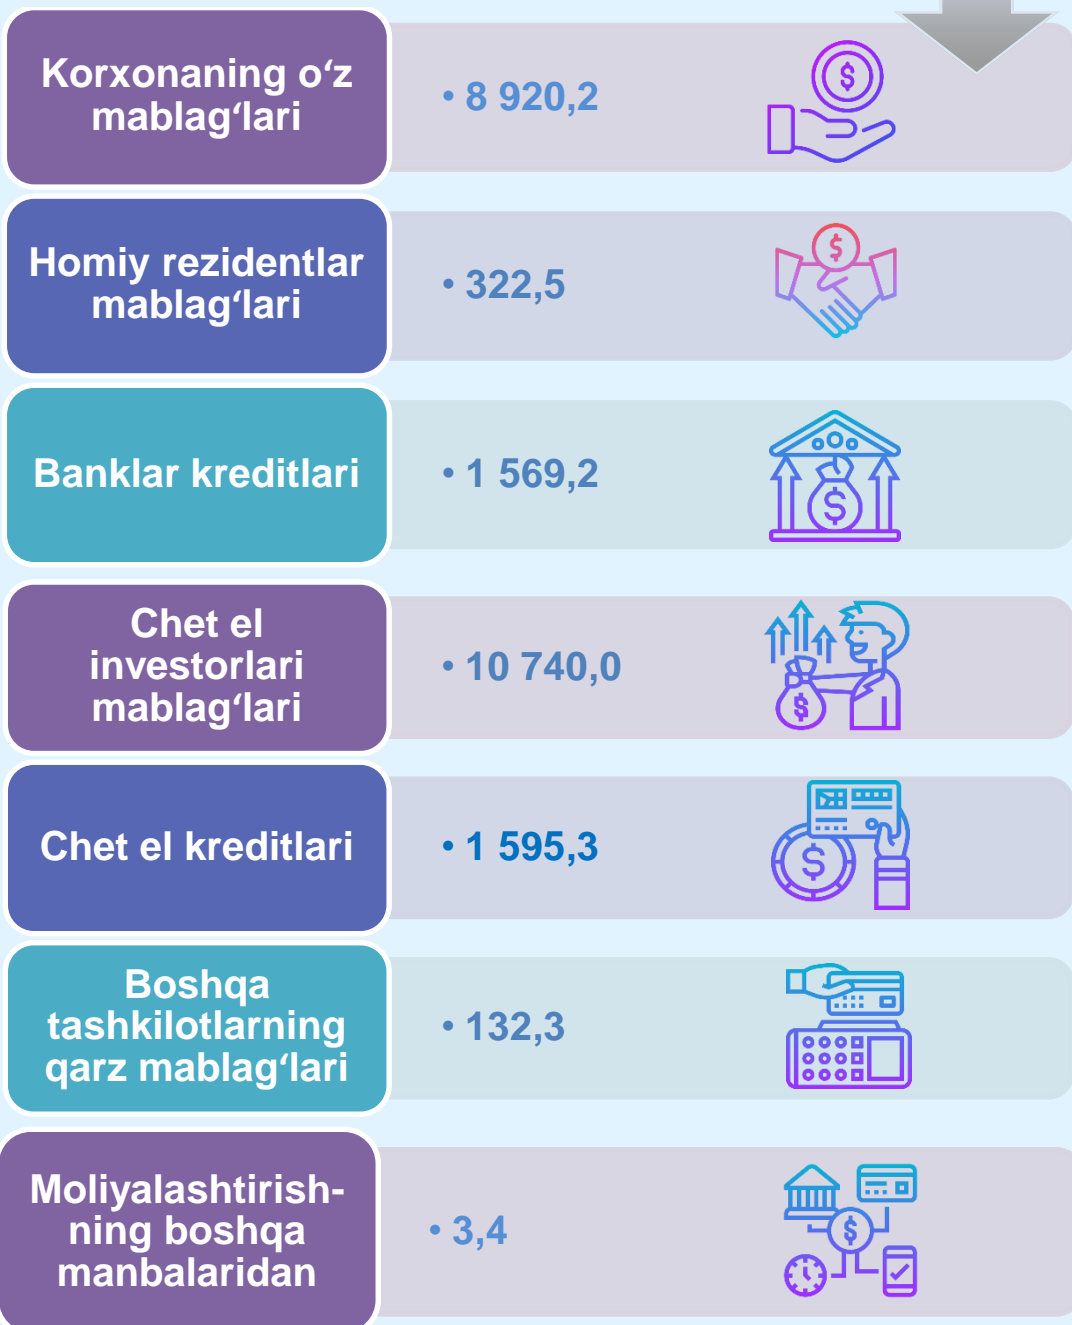 Korxonaning o‘z
mablag‘lari
• 8 920,2
Homiy rezidentlar
mablag‘lari
• 322,5
Banklar kreditlari
• 1 569,2
Chet el
investorlari
mablag‘lari
• 10 740,0
Chet el kreditlari
• 1 595,3
Boshqa
tashkilotlarning
qarz mablag‘lari
• 132,3
Moliyalashtirish-
ning boshqa
manbalaridan
• 3,4